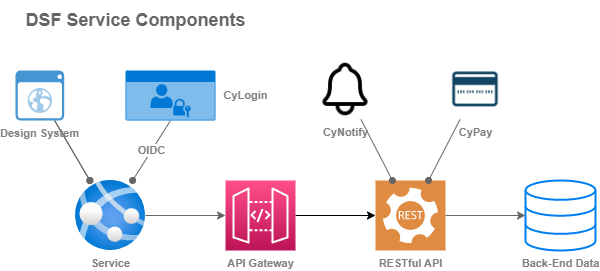 DSF Service Components
CyLogin
Design System
OIDC
CyNotify
CyPay
REST
Service
API Gateway
RESTful API
Back-End Data